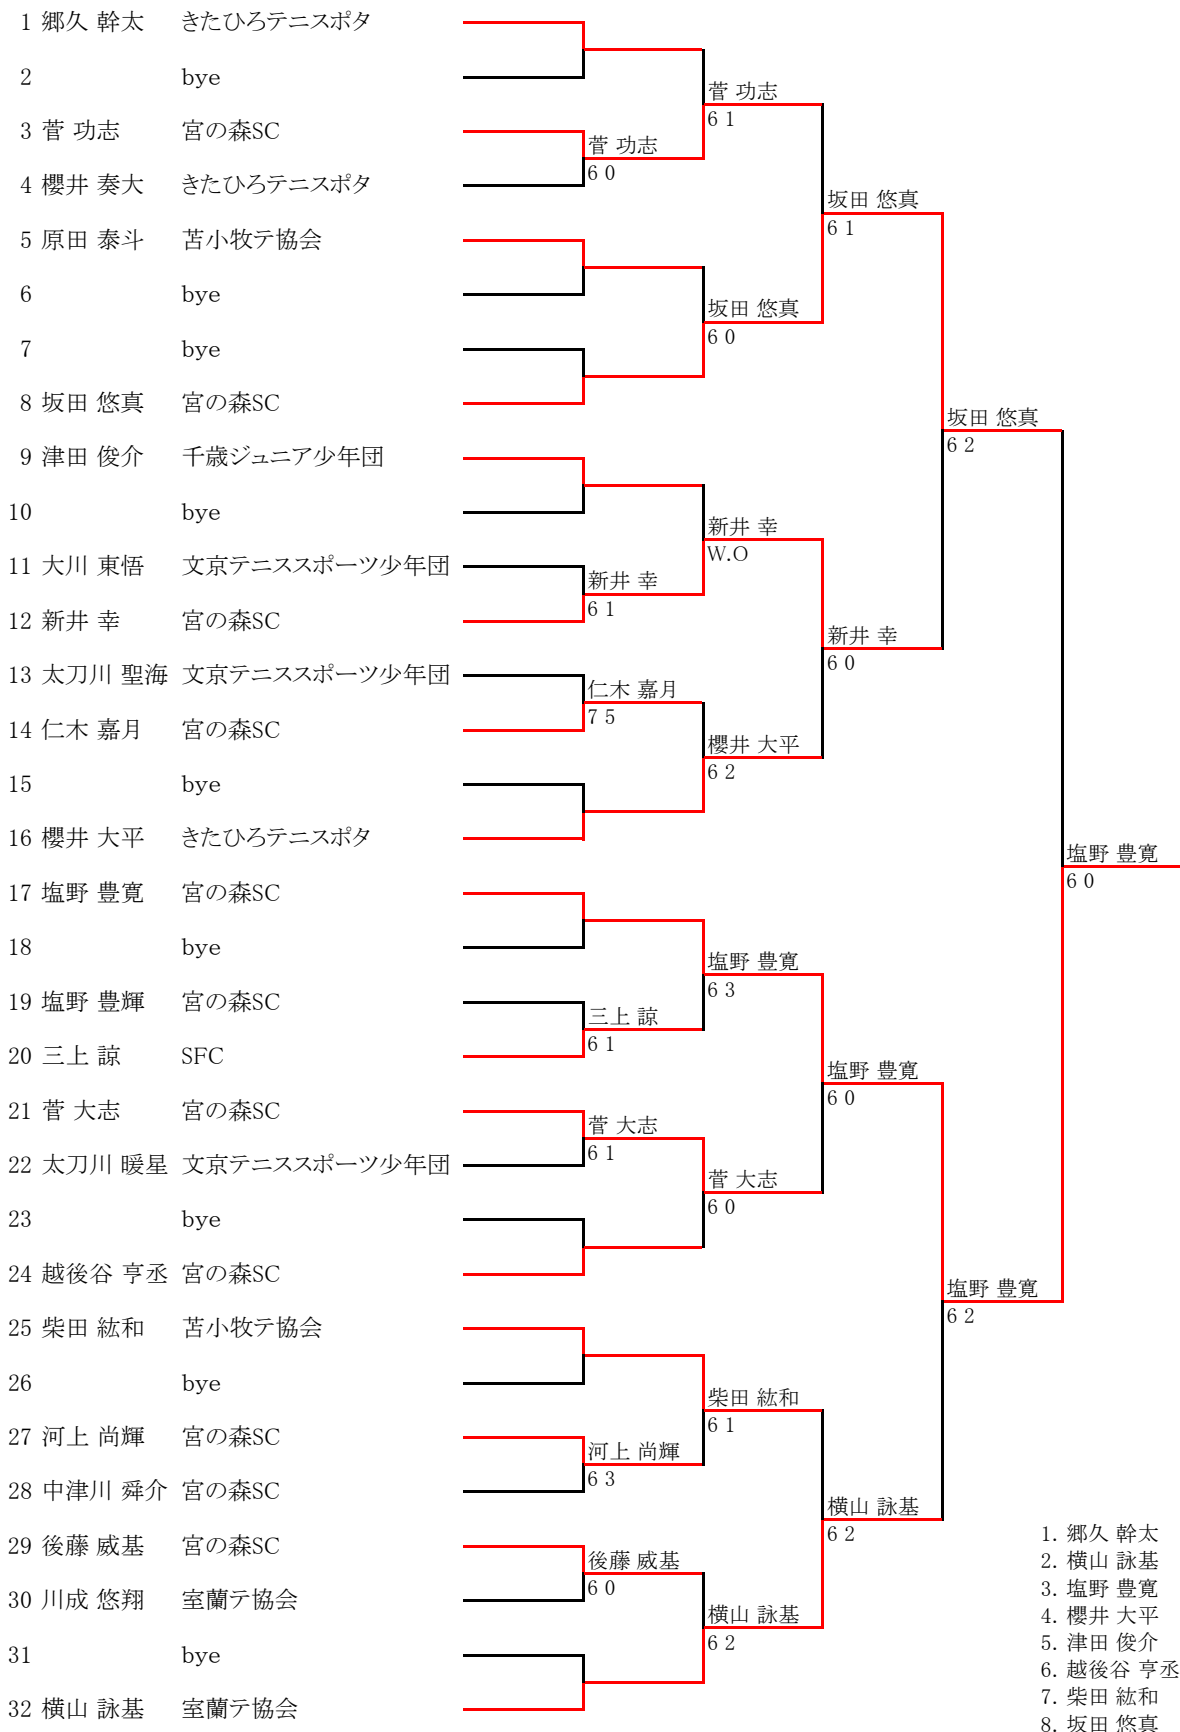 1 郷久 幹太 きたひろテニスポタ
2 bye
3 菅 功志 宮の森SC
4 櫻井 奏大 きたひろテニスポタ
5 原田 泰斗 苫小牧テ協会
6 bye
7 bye
8 坂田 悠真 宮の森SC
9 津田 俊介 千歳ジュニア少年団
10 bye
11 大川 東悟 文京テニススポーツ少年団
12 新井 幸 宮の森SC
13 太刀川 聖海 文京テニススポーツ少年団
14 仁木 嘉月 宮の森SC
15 bye
16 櫻井 大平 きたひろテニスポタ
17 塩野 豊寛 宮の森SC
18 bye
19 塩野 豊輝 宮の森SC
20 三上 諒 SFC
21 菅 大志 宮の森SC
22 太刀川 暖星 文京テニススポーツ少年団
23 bye
24 越後谷 亨丞 宮の森SC
25 柴田 紘和 苫小牧テ協会
26 bye
27 河上 尚輝 宮の森SC
28 中津川 舜介 宮の森SC
29 後藤 威基 宮の森SC
30 川成 悠翔 室蘭テ協会
31 bye
32 横山 詠基 室蘭テ協会
菅 功志
6 0
新井 幸
6 1
仁木 嘉月
7 5
三上 諒
6 1
菅 大志
6 1
河上 尚輝
6 3
後藤 威基
6 0
菅 功志
6 1
坂田 悠真
6 0
新井 幸
W.O
櫻井 大平
6 2
塩野 豊寛
6 3
菅 大志
6 0
柴田 紘和
6 1
横山 詠基
6 2
坂田 悠真
6 1
新井 幸
6 0
塩野 豊寛
6 0
横山 詠基
6 2
坂田 悠真
6 2
塩野 豊寛
6 2
塩野 豊寛
6 0
1. 郷久 幹太
2. 横山 詠基
3. 塩野 豊寛
4. 櫻井 大平
5. 津田 俊介
6. 越後谷 亨丞
7. 柴田 紘和
8. 坂田 悠真